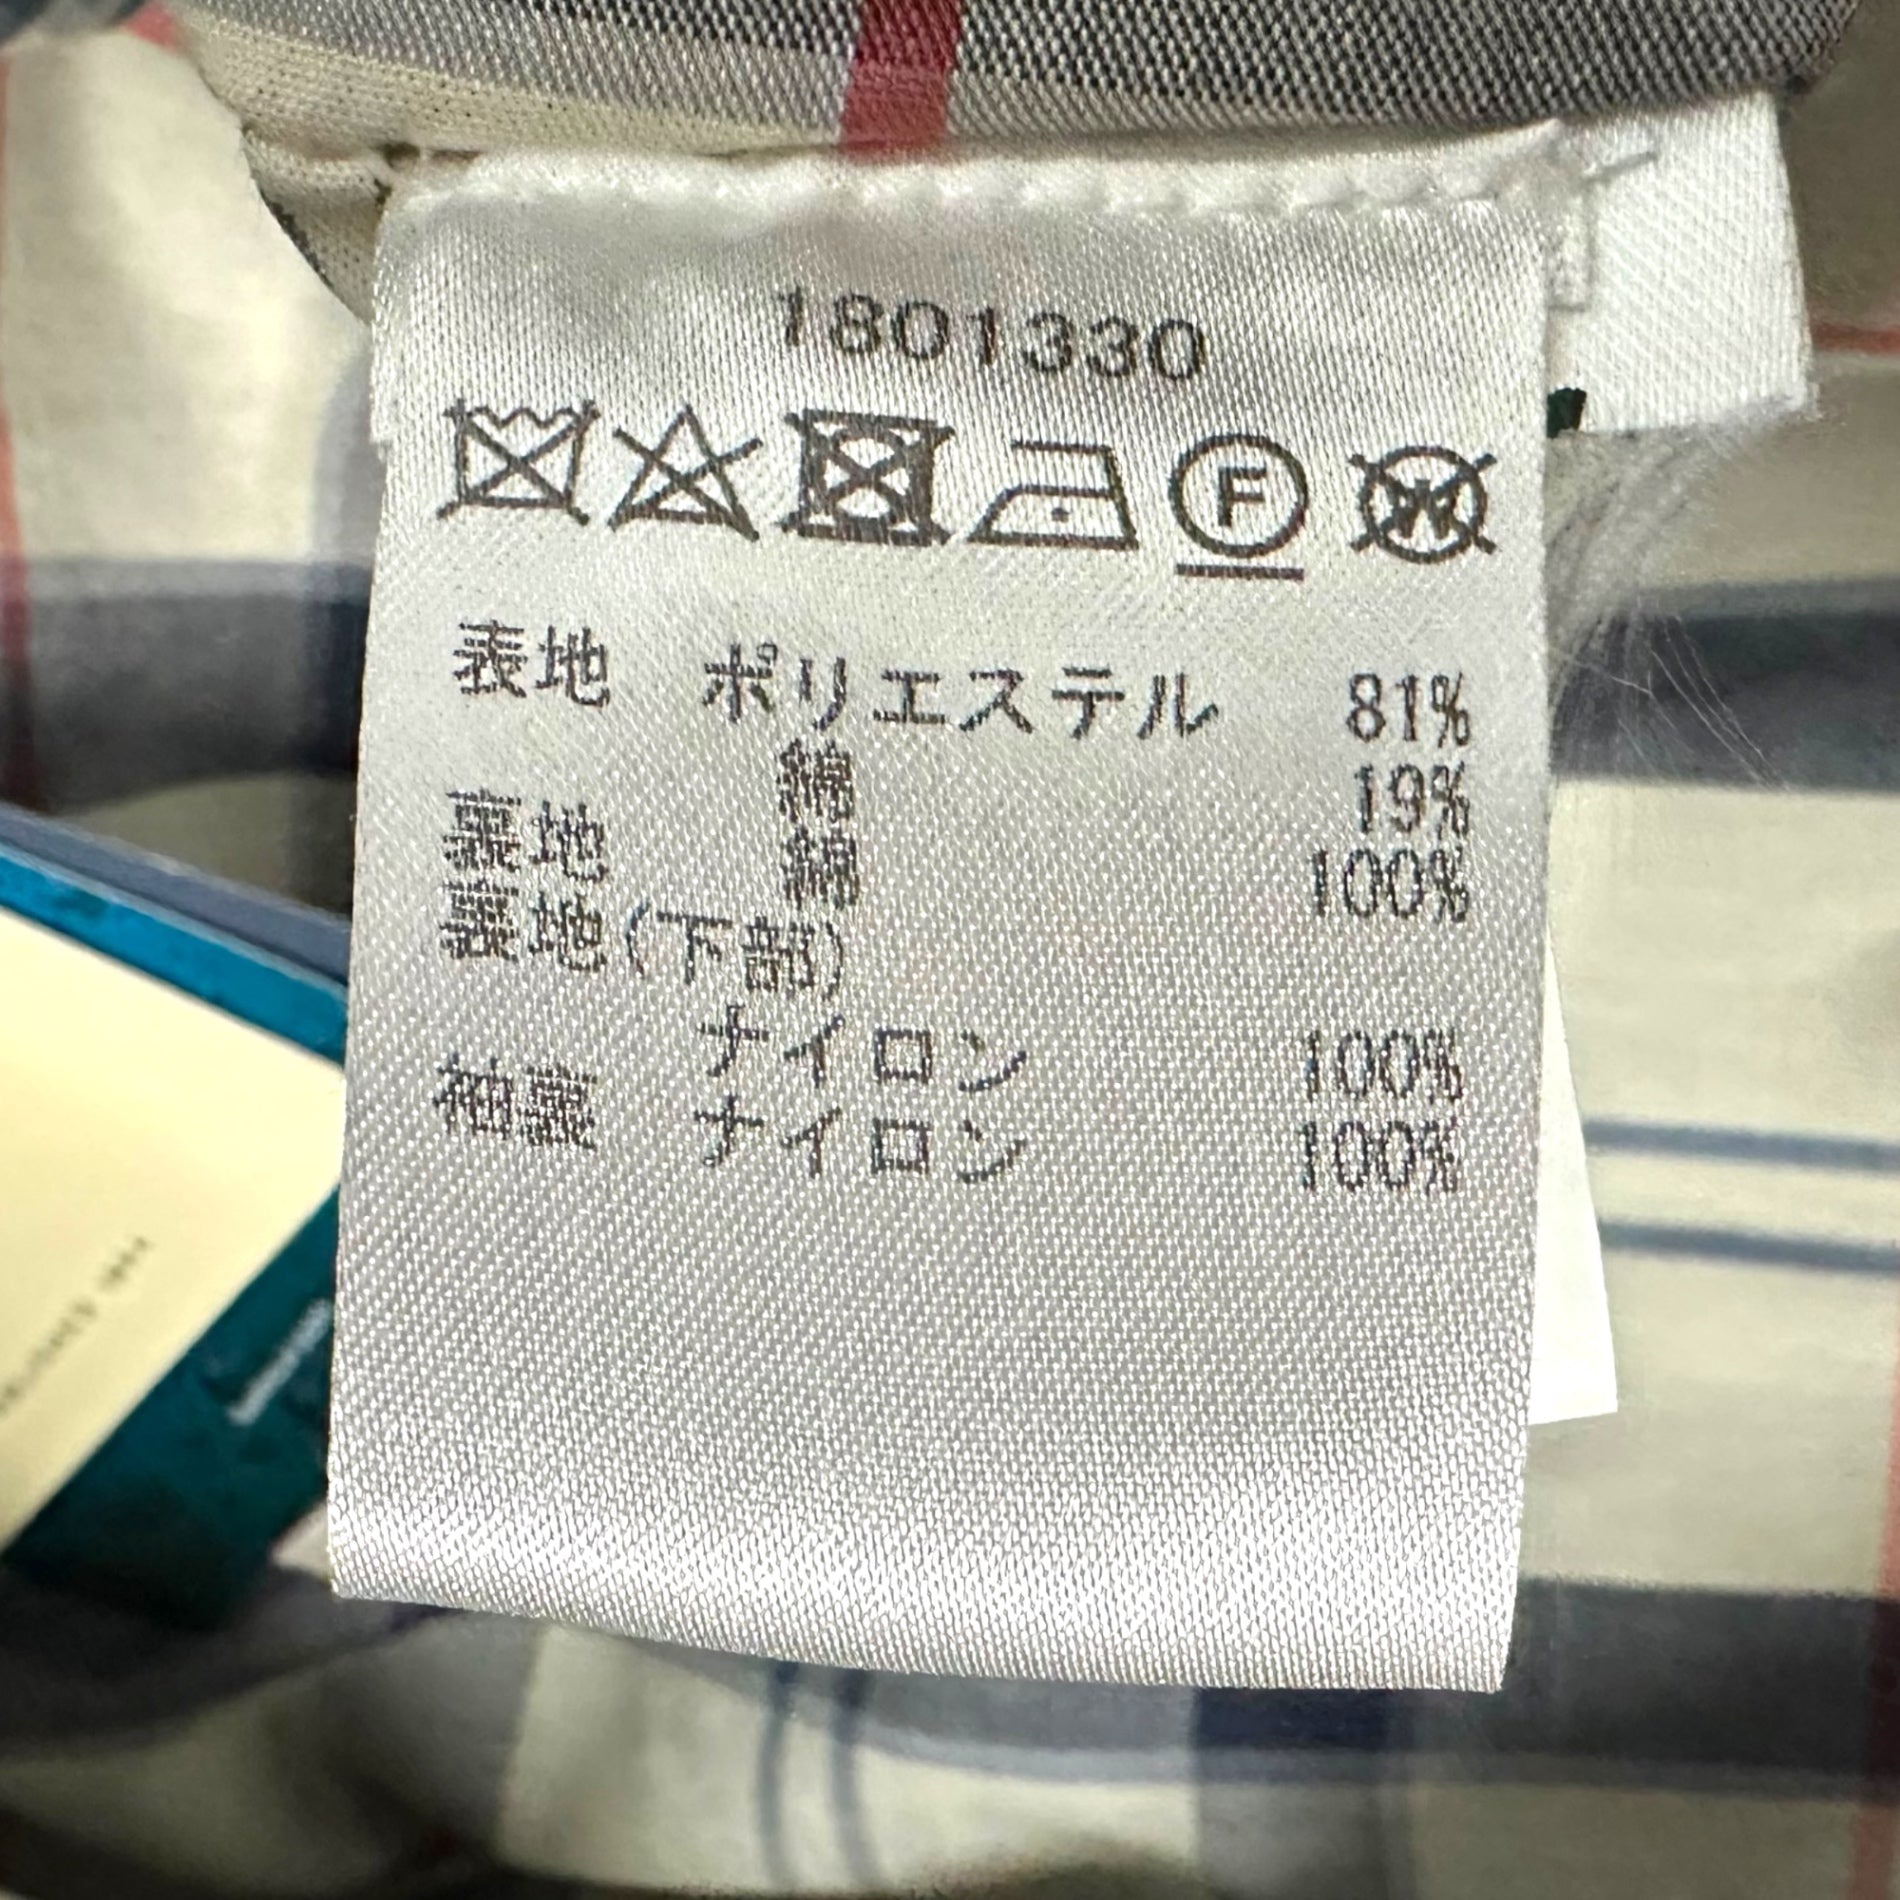 1801330
F W
表地 ポリエステル 81%
綿 19%
裏地 綿 100%
裏地(下部)
ナイロン 100%
袖裏 ナイロン 100%